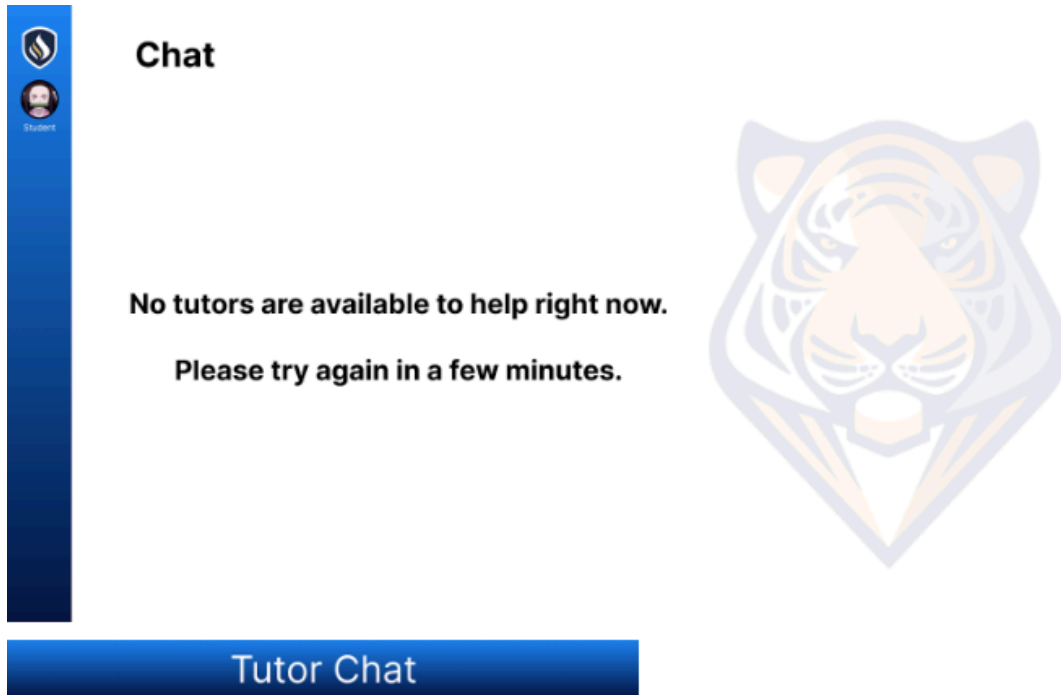 Chat
Student
No tutors are available to help right now.
Please try again in a few minutes.
Tutor Chat